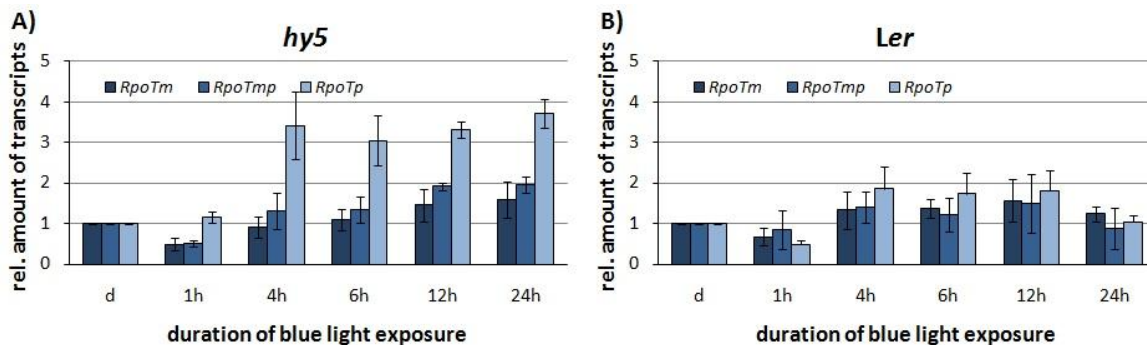 A)
hy5
rel. amount of transcripts
5
4
3
2
1
0
RpoTm RpoTmp RpoTp
d 1h 4h 6h 12h 24h
duration of blue light exposure
B)
Ler
rel. amount of transcripts
5
4
3
2
1
0
RpoTm RpoTmp RpoTp
d 1h 4h 6h 12h 24h
duration of blue light exposure